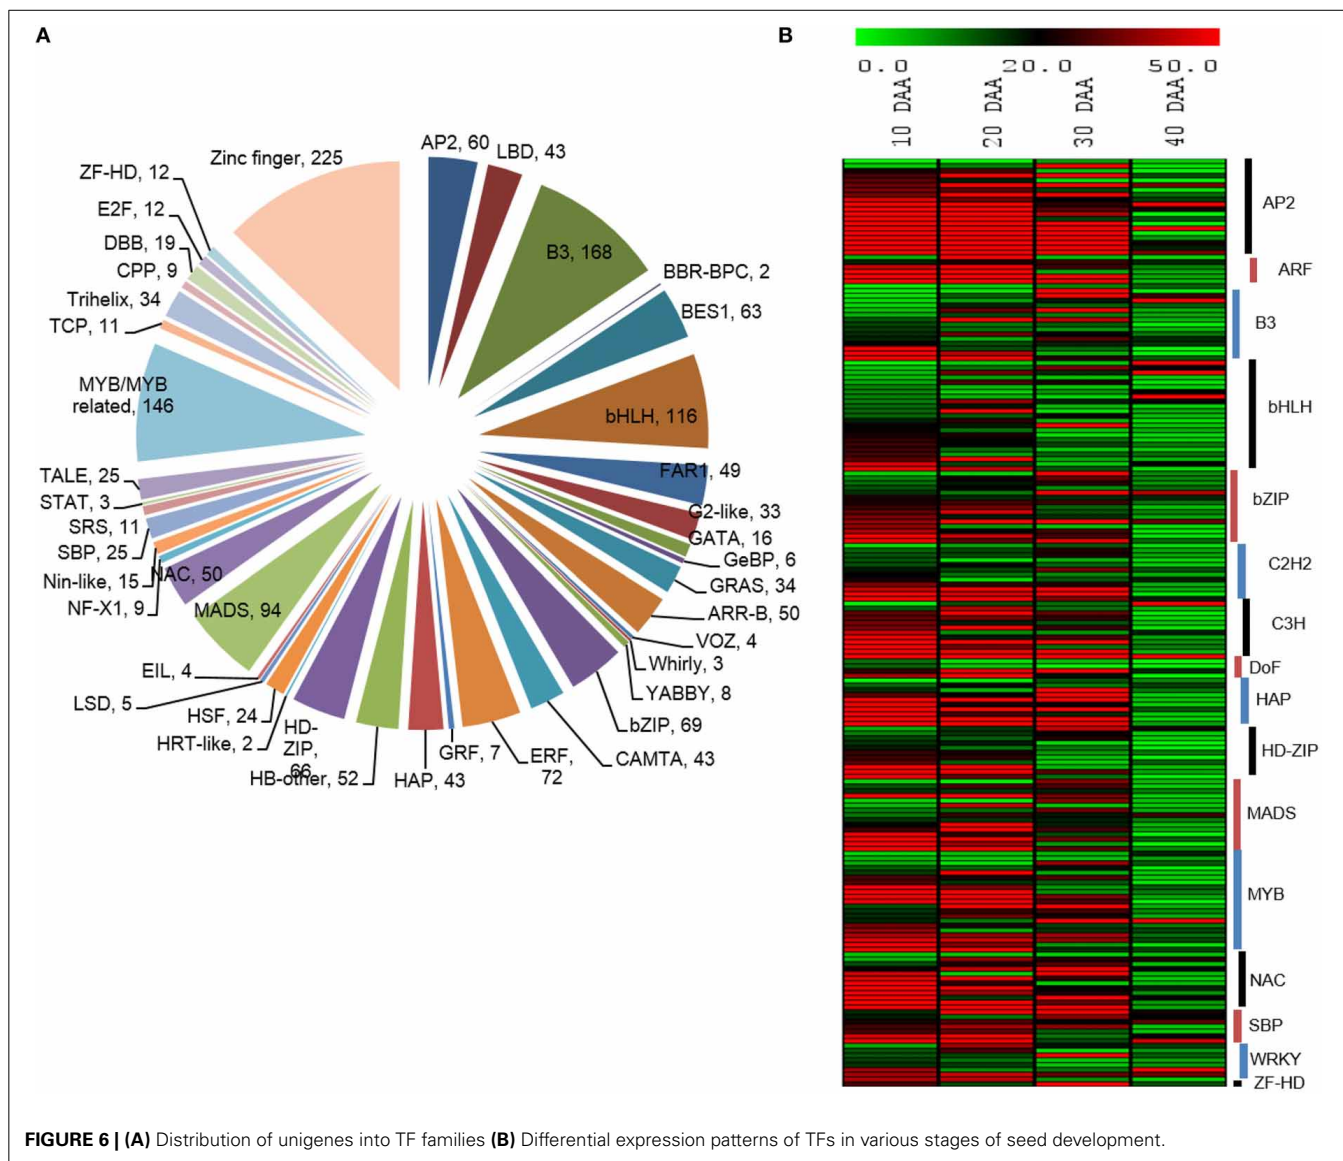 A
B
0.0 20.0 50.0
10 DAA
20 DAA
30 DAA
40 DAA
AP2, 60
LBD, 43
B3, 168
BBR-BPC, 2
BES1, 63
bHLH, 116
FAR1, 49
G2-like, 33
GATA, 16
GeBP, 6
GRAS, 34
ARR-B, 50
VOZ, 4
Whirly, 3
YABBY, 8
bZIP, 69
CAMTA, 43
ERF,
72
GRF, 7
HAP, 43
HB-other, 52
HD-
ZIP,
66
HRT-like, 2
HSF, 24
LSD, 5
EIL, 4
MADS, 94
NAC, 50
NF-X1, 9
Nin-like, 15
SBP, 25
SRS, 11
STAT, 3
TALE, 25
MYB/MYB
related, 146
TCP, 11
Trihelix, 34
CPP, 9
DBB, 19
E2F, 12
ZF-HD, 12
Zinc finger, 225
AP2
ARF
B3
bHLH
bZIP
C2H2
C3H
DoF
HAP
HD-ZIP
MADS
MYB
NAC
SBP
WRKY
ZF-HD
FIGURE 6 | (A) Distribution of unigenes into TF families (B) Differential expression patterns of TFs in various stages of seed development.